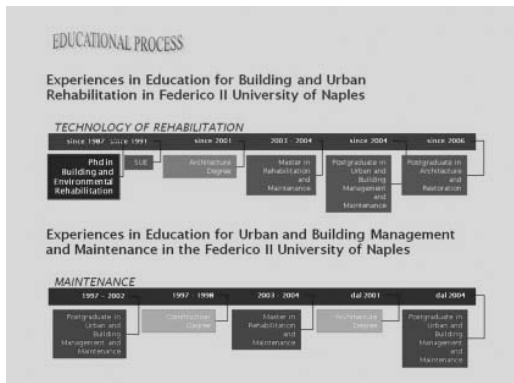 EDUCATIONAL PROCESS
Experiences in Education for Building and Urban
Rehabilitation in Federico II University of Naples
TECHNOLOGY OF REHABILITATION
since 1987 since 1991 since 2001 2003 - 2004 since 2004 since 2006
Phd in
Building and
Environmental
Rehabilitation
SUE
Architecture
Degree
Master in
Rehabilitation
and
Maintenance
Postgraduate in
Urban and
Building
Management
and
Maintenance
Postgraduate in
Architecture
and
Restoration
Experiences in Education for Urban and Building Management
and Maintenance in the Federico II University of Naples
MAINTENANCE
1997 - 2002 1997 - 1998 2003 - 2004 dal 2001 dal 2004
Postgraduate in
Urban and
Building
Management and
Maintenance
Construction
Degree
Master in
Rehabilitation
and
Maintenance
Architecture
Degree
Postgraduate in
Urban and
Building
Management
and
Maintenance